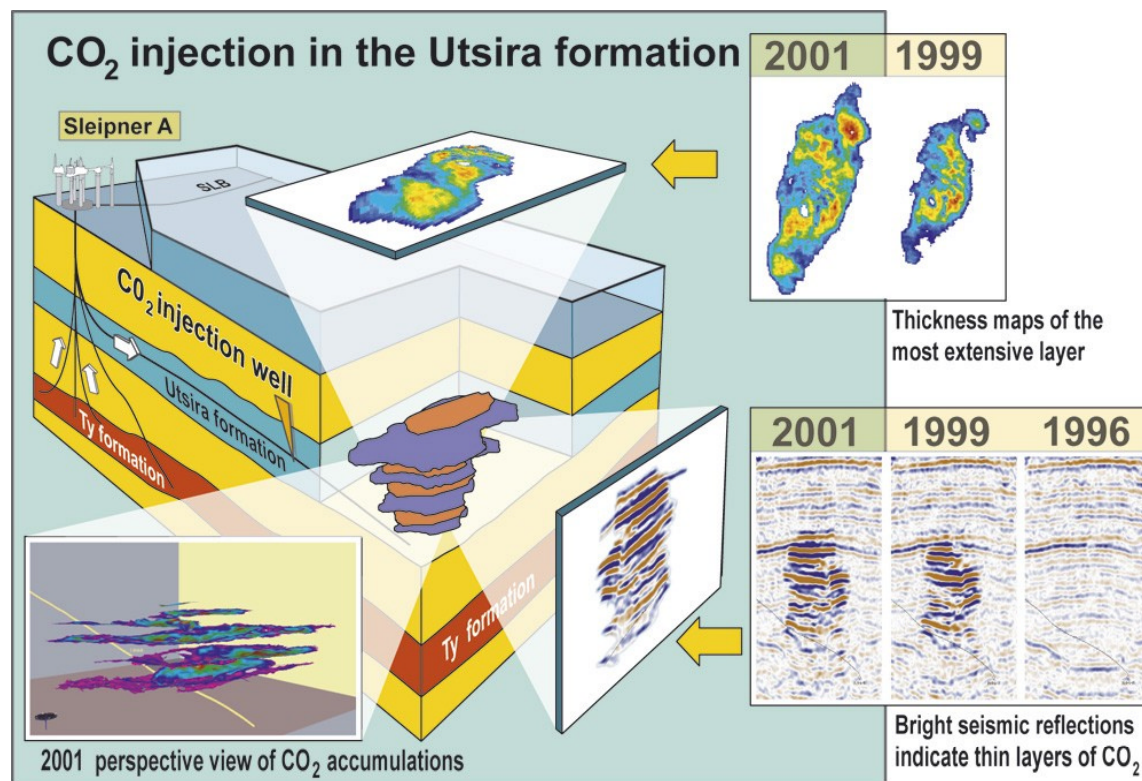 CO₂ injection in the Utsira formation
2001 1999
Sleipner A
SLB
Thickness maps of the
most extensive layer
C0₂ injection well
Utsira formation
Ty formation
Ty formation
2001 1999 1996
2001 perspective view of CO₂ accumulations
Bright seismic reflections
indicate thin layers of CO₂